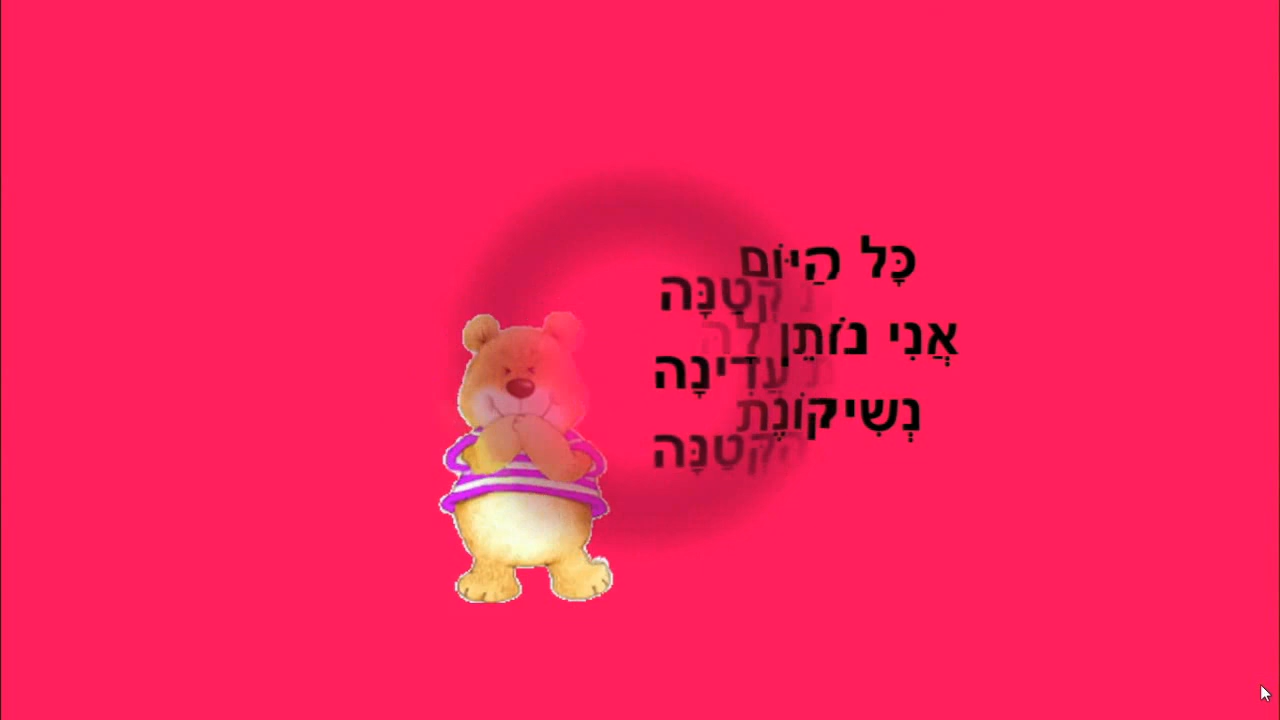 כָּל הַיּוֹם
קְטַנָּה
אֲנִי נוֹתֵן לָהּ
עֲדִינָה
נְשִׁיקוֹנֶת
הַקְּטַנָּה